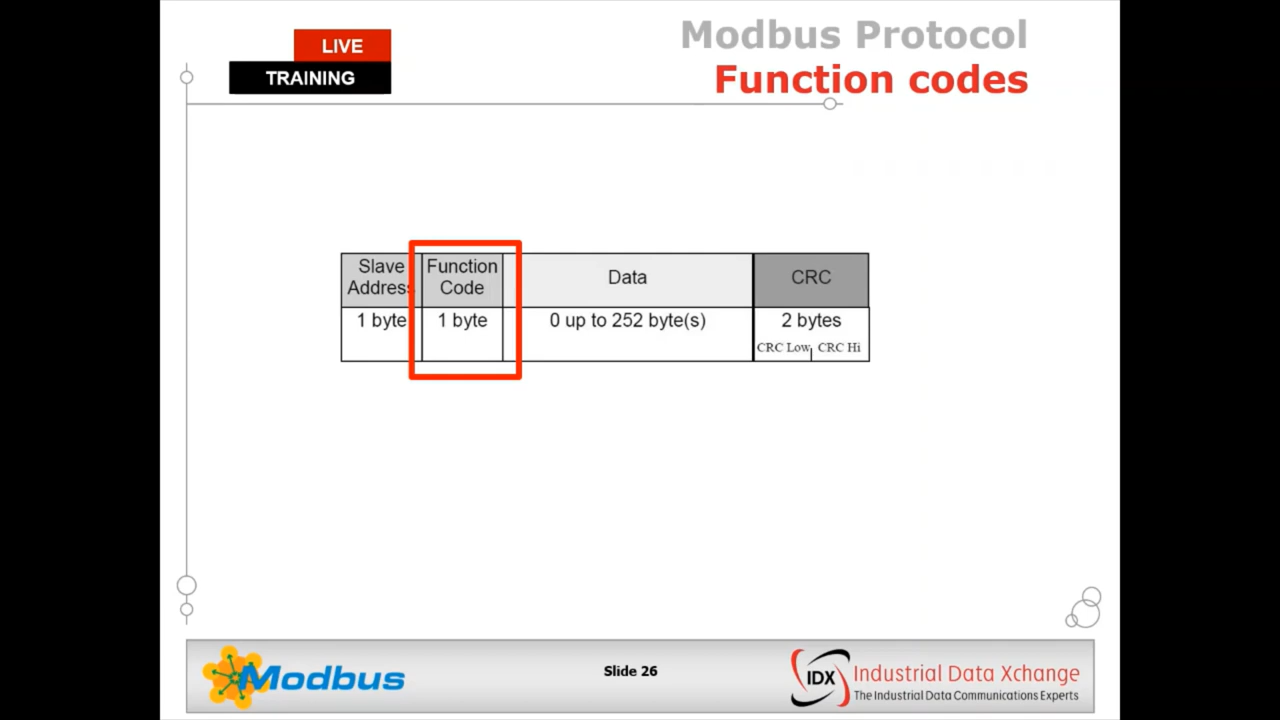 LIVE
TRAINING
Modbus Protocol
Function codes
Slave Address
Function Code
Data
CRC
1 byte
1 byte
0 up to 252 byte(s)
2 bytes
CRC Low CRC Hi
Modbus
Slide 26
IDX
Industrial Data Xchange
The Industrial Data Communications Experts